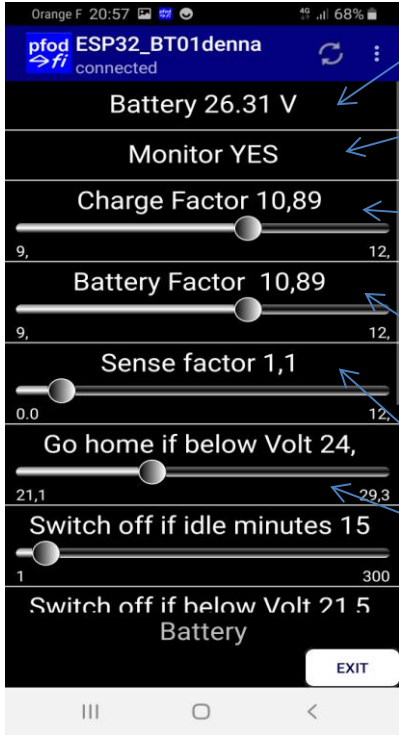 Orange F 20:57
4G 68%
pfod ESP32_BT01denna
fi connected
Battery 26.31 V
Monitor YES
Charge Factor 10,89
9, 12,
Battery Factor 10,89
9, 12,
Sense factor 1,1
0.0 12,
Go home if below Volt 24,
21,1 29,3
Switch off if idle minutes 15
1 300
Switch off if below Volt 21.5
Battery
EXIT